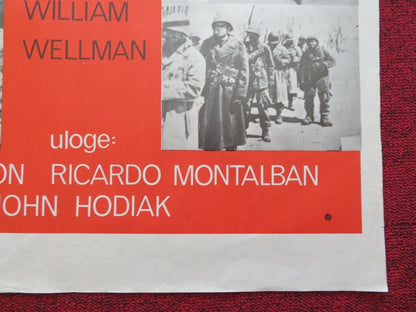 WILLIAM
WELLMAN
uloge:
ON RICARDO MONTALBAN
JOHN HODIAK